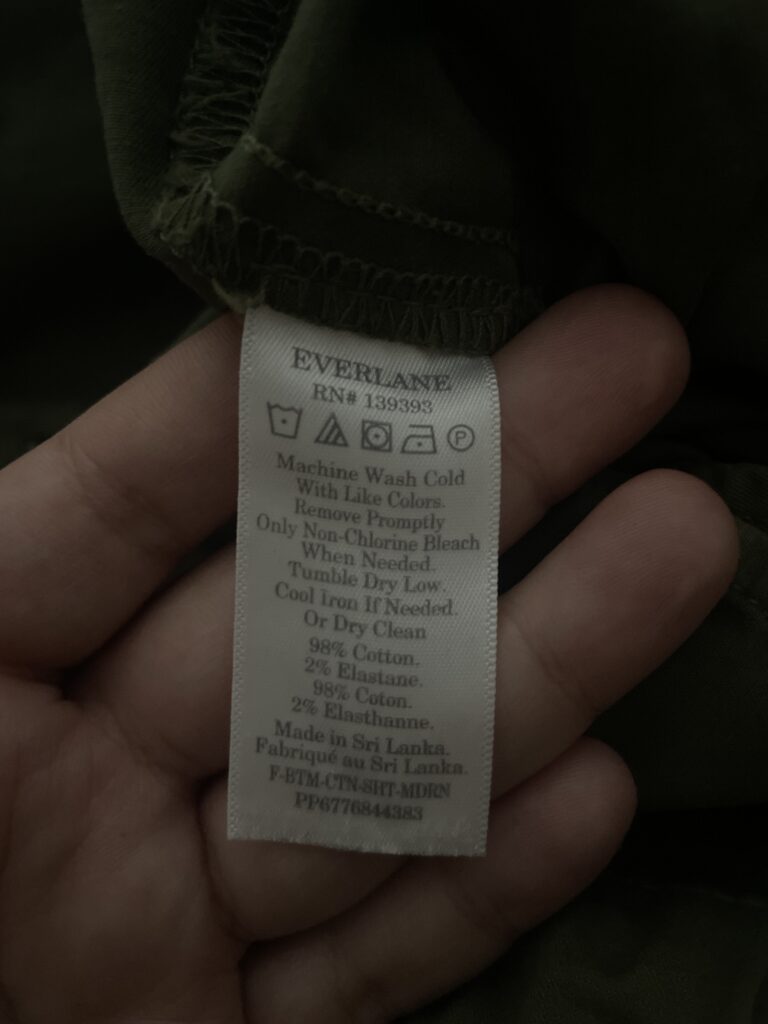 EVERLANE
RN# 139393
P
Machine Wash Cold
With Like Colors.
Remove Promptly
Only Non-Chlorine Bleach
When Needed.
Tumble Dry Low.
Cool Iron If Needed.
Or Dry Clean
98% Cotton.
2% Elastane.
98% Coton.
2% Elasthanne.
Made in Sri Lanka.
Fabriqué au Sri Lanka.
F-BTM-CTN-SHT-MDRN
PP6776844383